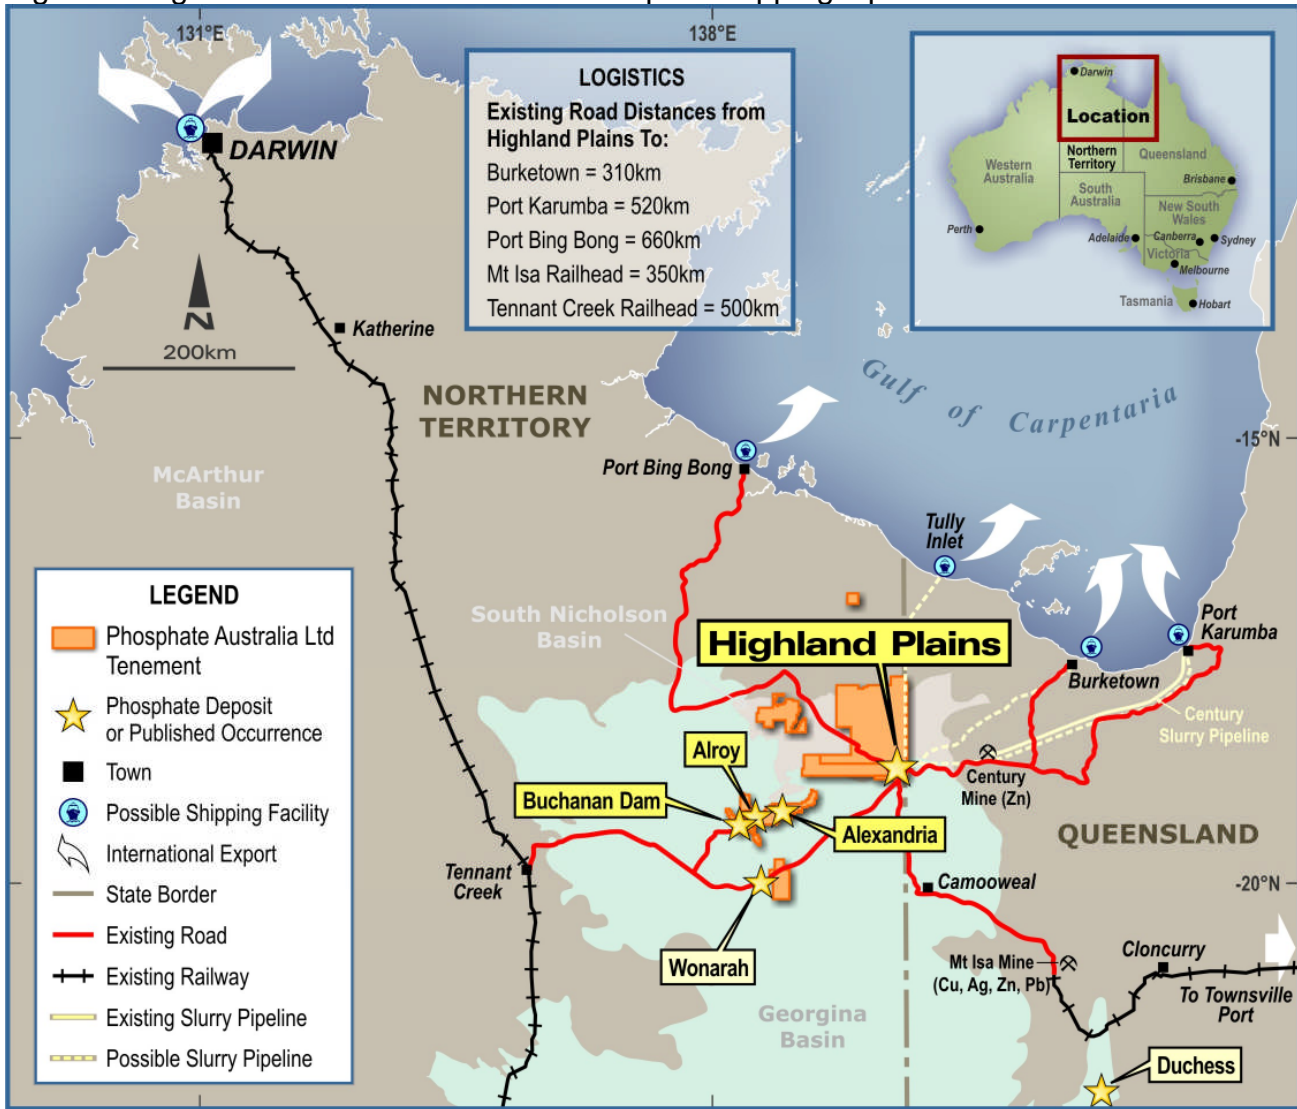 131°E
138°E
DARWIN
LOGISTICS
Existing Road Distances from
Highland Plains To:
Burketown = 310km
Port Karumba = 520km
Port Bing Bong = 660km
Mt Isa Railhead = 350km
Tennant Creek Railhead = 500km
Darwin
Location
Northern
Territory
Western
Australia
Queensland
South
Australia
Brisbane
New South
Wales
Perth
Adelaide
Canberra
Sydney
Victoria
Melbourne
Tasmania
Hobart
N
200km
Katherine
NORTHERN
TERRITORY
Gulf of Carpentaria
-15°N
McArthur
Basin
Port Bing Bong
Tully
Inlet
South Nicholson
Basin
Highland Plains
Port
Karumba
Burketown
Century
Slurry Pipeline
LEGEND
Phosphate Australia Ltd
Tenement
Phosphate Deposit
or Published Occurrence
Town
Possible Shipping Facility
International Export
State Border
Existing Road
Existing Railway
Existing Slurry Pipeline
Possible Slurry Pipeline
Alroy
Buchanan Dam
Alexandria
Century
Mine (Zn)
QUEENSLAND
Tennant
Creek
Camooweal
-20°N
Wonarah
Mt Isa Mine
(Cu, Ag, Zn, Pb)
Cloncurry
To Townsville
Port
Georgina
Basin
Duchess